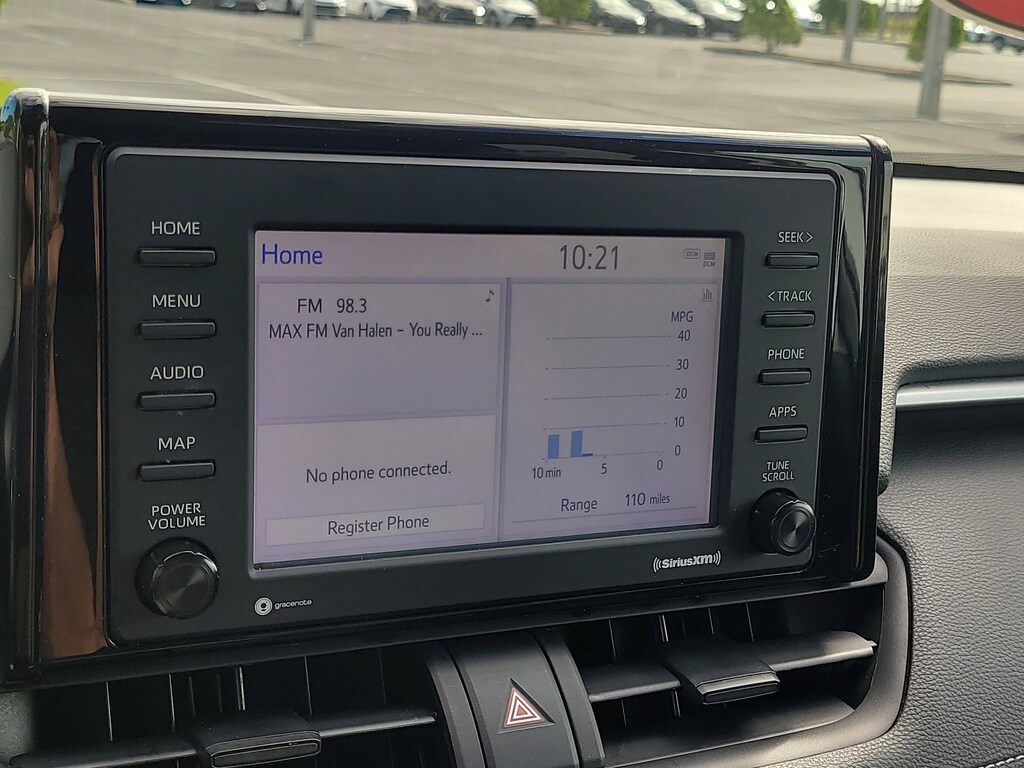 HOME
MENU
AUDIO
MAP
POWER
VOLUME
Home
10:21
DCM
DCM
FM 98.3
MAX FM Van Halen - You Really ...
No phone connected.
Register Phone
MPG
40
30
20
10
0
10 min 5 0
Range 110 miles
SEEK >
< TRACK
PHONE
APPS
TUNE
SCROLL
gracenote
((SiriusXM))